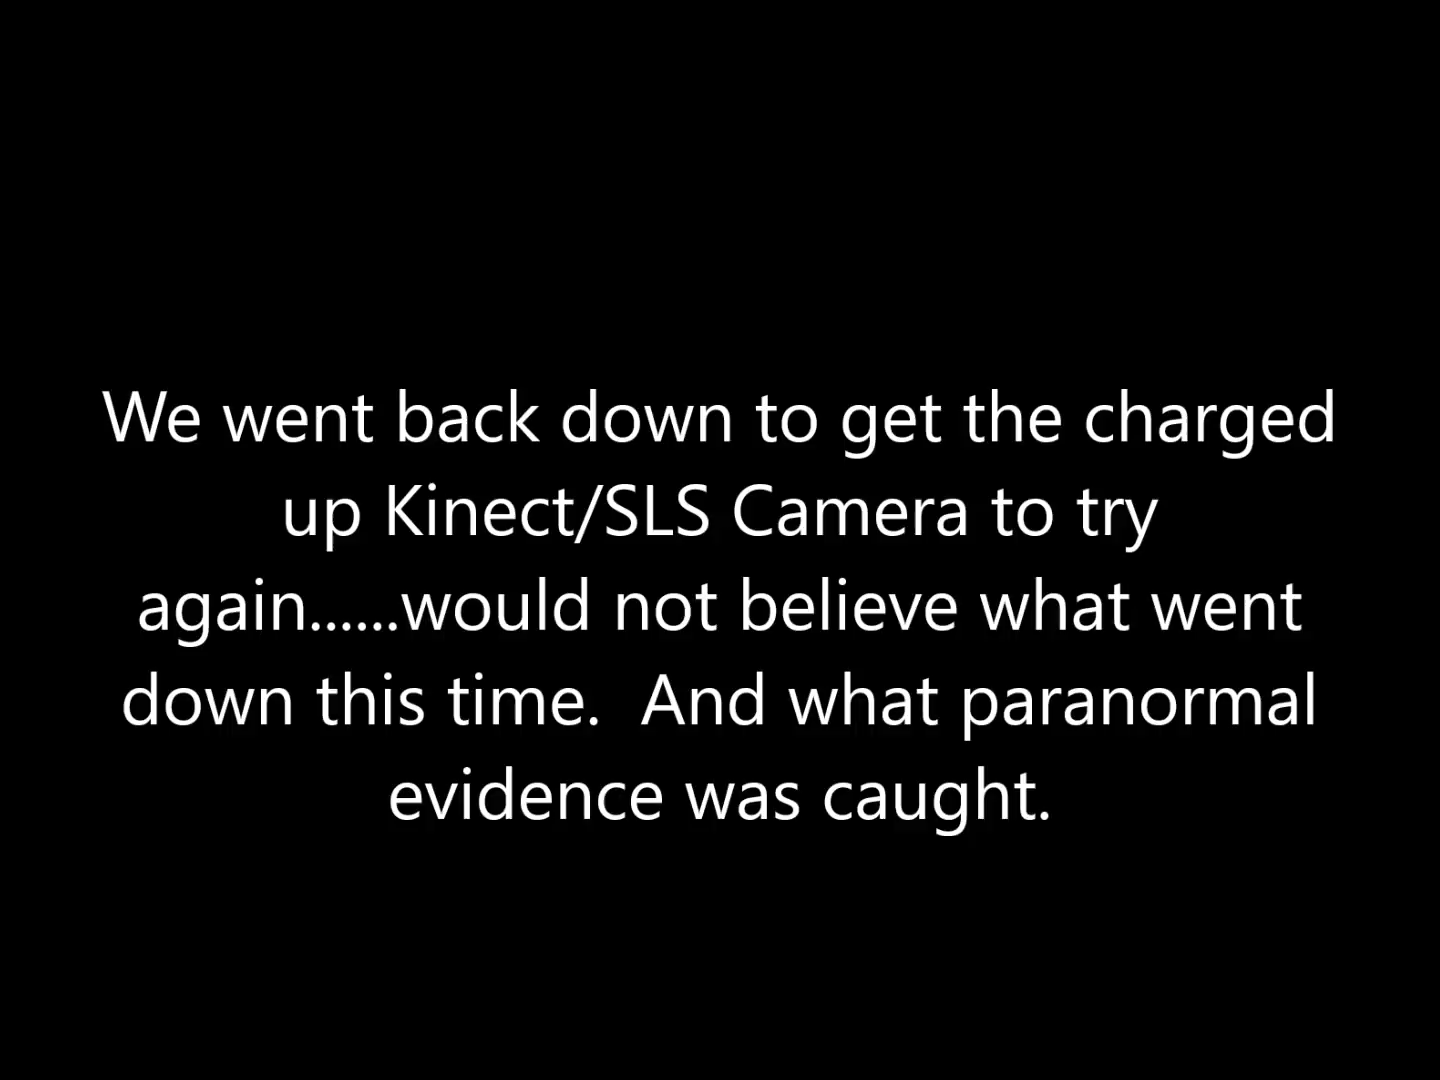 We went back down to get the charged
up Kinect/SLS Camera to try
again......would not believe what went
down this time.  And what paranormal
evidence was caught.